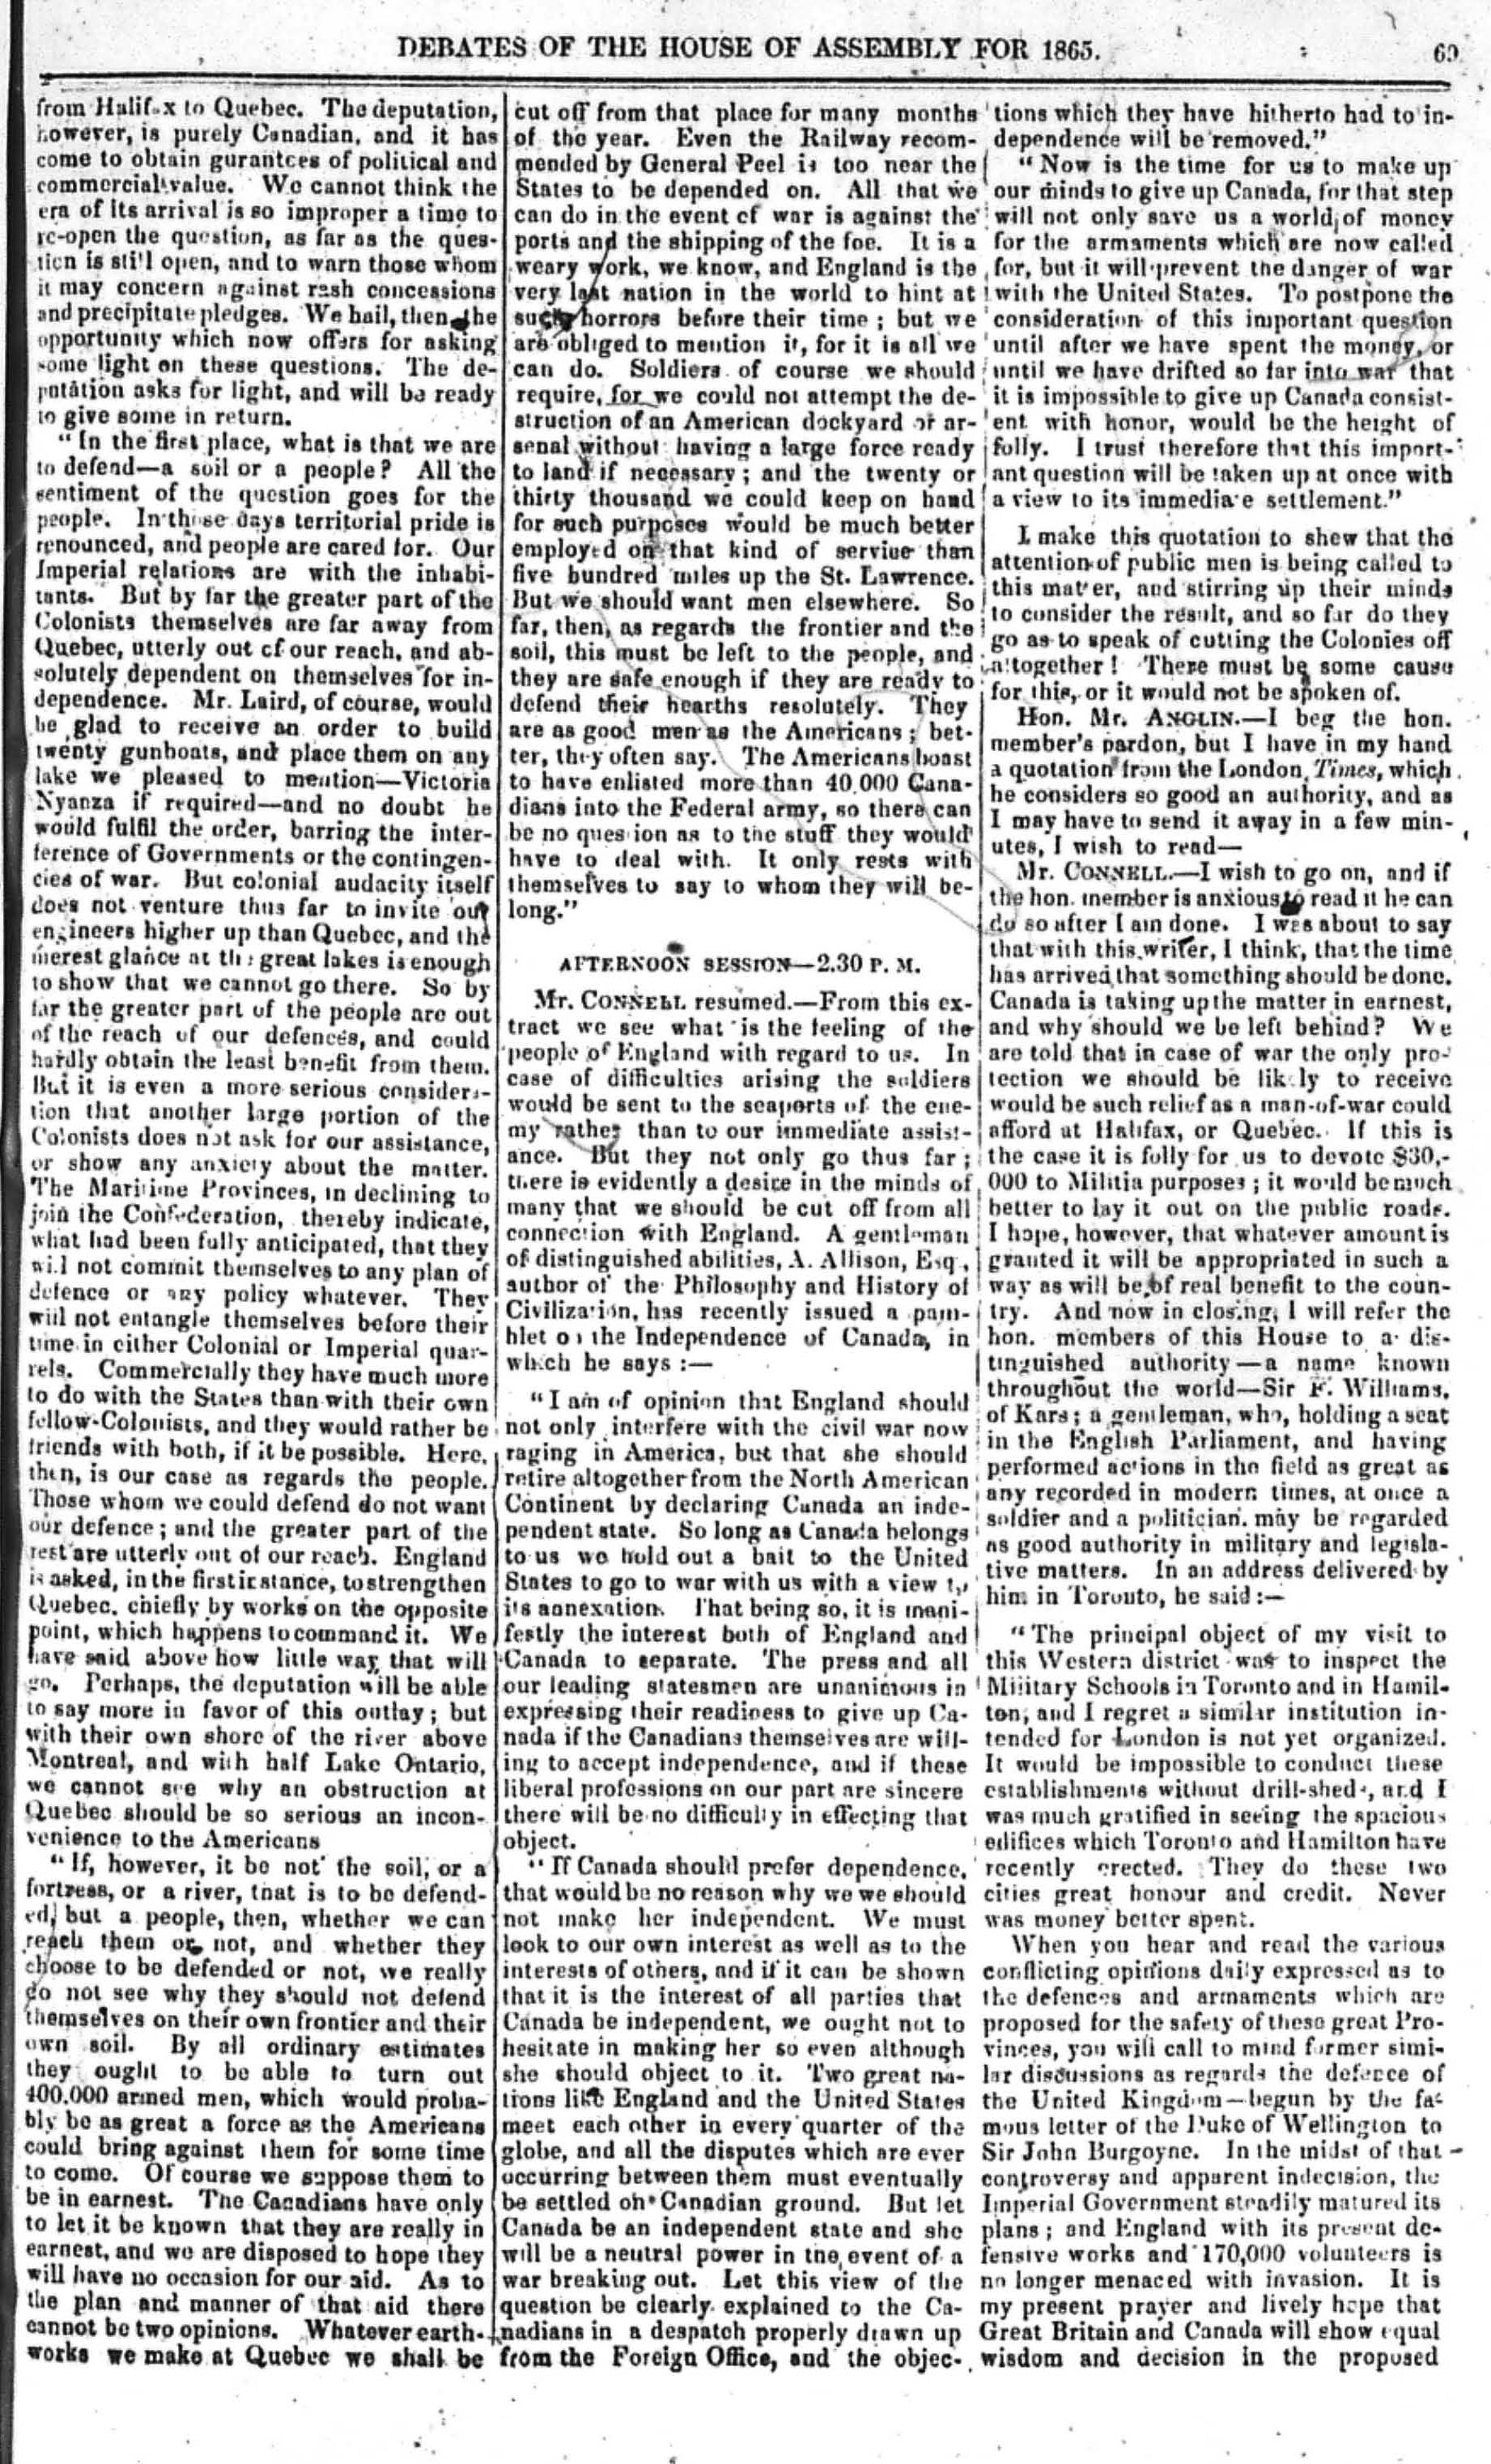 DEBATES OF THE HOUSE OF ASSEMBLY FOR 1865.
69
from Halifax to Quebec. The deputation,
however, is purely Canadian, and it has
come to obtain gurantees of political and
commercial value. We cannot think the
era of its arrival is so improper a time to
re-open the question, as far as the ques-
tion is still open, and to warn those whom
it may concern against rash concessions
and precipitate pledges. We hail, then, the
opportunity which now offers for asking
some light on these questions. The de-
putation asks for light, and will be ready
to give some in return.
"In the first place, what is that we are
to defend—a soil or a people? All the
sentiment of the question goes for the
people. In these days territorial pride is
renounced, and people are cared for. Our
Imperial relations are with the inhabi-
tants. But by far the greater part of the
Colonists themselves are far away from
Quebec, utterly out of our reach, and ab-
solutely dependent on themselves for in-
dependence. Mr. Laird, of course, would
be glad to receive an order to build
twenty gunboats, and place them on any
lake we pleased to mention—Victoria
Nyanza if required—and no doubt he
would fulfil the order, barring the inter-
ference of Governments or the contingen-
cies of war. But colonial audacity itself
does not venture thus far to invite our
engineers higher up than Quebec, and the
merest glance at the great lakes is enough
to show that we cannot go there. So by
far the greater part of the people are out
of the reach of our defences, and could
hardly obtain the least benefit from them.
But it is even a more serious considera-
tion that another large portion of the
Colonists does not ask for our assistance,
or show any anxiety about the matter.
The Maritime Provinces, in declining to
join the Confederation, thereby indicate,
what had been fully anticipated, that they
will not commit themselves to any plan of
defence or any policy whatever. They
will not entangle themselves before their
time in either Colonial or Imperial quar-
rels. Commercially they have much more
to do with the States than with their own
fellow-Colonists, and they would rather be
friends with both, if it be possible. Here,
then, is our case as regards the people.
Those whom we could defend do not want
our defence; and the greater part of the
rest are utterly out of our reach. England
is asked, in the first instance, to strengthen
Quebec, chiefly by works on the opposite
point, which happens to command it. We
have said above how little way that will
go. Perhaps, the deputation will be able
to say more in favor of this outlay; but
with their own shore of the river above
Montreal, and with half Lake Ontario,
we cannot see why an obstruction at
Quebec should be so serious an incon-
venience to the Americans
"If, however, it be not the soil, or a
fortress, or a river, that is to be defend-
ed, but a people, then, whether we can
reach them or not, and whether they
choose to be defended or not, we really
do not see why they should not defend
themselves on their own frontier and their
own soil. By all ordinary estimates
they ought to be able to turn out
400,000 armed men, which would proba-
bly be as great a force as the Americans
could bring against them for some time
to come. Of course we suppose them to
be in earnest. The Canadians have only
to let it be known that they are really in
earnest, and we are disposed to hope they
will have no occasion for our aid. As to
the plan and manner of that aid there
cannot be two opinions. Whatever earth-
works we make at Quebec we shall be
cut off from that place for many months
of the year. Even the Railway recom-
mended by General Peel is too near the
States to be depended on. All that we
can do in the event of war is against the
ports and the shipping of the foe. It is a
weary work, we know, and England is the
very last nation in the world to hint at
such horrors before their time; but we
are obliged to mention it, for it is all we
can do. Soldiers of course we should
require, for we could not attempt the de-
struction of an American dockyard or ar-
senal without having a large force ready
to land if necessary; and the twenty or
thirty thousand we could keep on hand
for such purposes would be much better
employed on that kind of service than
five hundred miles up the St. Lawrence.
But we should want men elsewhere. So
far, then, as regards the frontier and the
soil, this must be left to the people, and
they are safe enough if they are ready to
defend their hearths resolutely. They
are as good men as the Americans; bet-
ter, they often say. The Americans boast
to have enlisted more than 40,000 Cana-
dians into the Federal army, so there can
be no question as to the stuff they would
have to deal with. It only rests with
themselves to say to whom they will be-
long."
AFTERNOON SESSION—2.30 P. M.
Mr. CONNELL resumed.—From this ex-
tract we see what is the feeling of the
people of England with regard to us. In
case of difficulties arising the soldiers
would be sent to the seaports of the ene-
my rather than to our immediate assist-
ance. But they not only go thus far;
there is evidently a desire in the minds of
many that we should be cut off from all
connection with England. A gentleman
of distinguished abilities, A. Allison, Esq.,
author of the Philosophy and History of
Civilization, has recently issued a pam-
hlet on the Independence of Canada, in
which he says:—
"I am of opinion that England should
not only interfere with the civil war now
raging in America, but that she should
retire altogether from the North American
Continent by declaring Canada an inde-
pendent state. So long as Canada belongs
to us we hold out a bait to the United
States to go to war with us with a view to
its annexation. That being so, it is mani-
festly the interest both of England and
Canada to separate. The press and all
our leading statesmen are unanimous in
expressing their readiness to give up Ca-
nada if the Canadians themselves are will-
ing to accept independence, and if these
liberal professions on our part are sincere
there will be no difficulty in effecting that
object.
"If Canada should prefer dependence,
that would be no reason why we we should
not make her independent. We must
look to our own interest as well as to the
interests of others, and if it can be shown
that it is the interest of all parties that
Canada be independent, we ought not to
hesitate in making her so even although
she should object to it. Two great na-
tions like England and the United States
meet each other in every quarter of the
globe, and all the disputes which are ever
occurring between them must eventually
be settled on Canadian ground. But let
Canada be an independent state and she
will be a neutral power in the event of a
war breaking out. Let this view of the
question be clearly explained to the Ca-
nadians in a despatch properly drawn up
from the Foreign Office, and the objec-
tions which they have hitherto had to in-
dependence will be removed."
"Now is the time for us to make up
our minds to give up Canada, for that step
will not only save us a world of money
for the armaments which are now called
for, but it will prevent the danger of war
with the United States. To postpone the
consideration of this important question
until after we have spent the money, or
until we have drifted so far into war that
it is impossible to give up Canada consist-
ent with honor, would be the height of
folly. I trust therefore that this import-
ant question will be taken up at once with
a view to its immediate settlement."
I make this quotation to shew that the
attention of public men is being called to
this matter, and stirring up their minds
to consider the result, and so far do they
go as to speak of cutting the Colonies off
altogether! There must be some cause
for this, or it would not be spoken of.
Hon. Mr. ANGLIN.—I beg the hon.
member's pardon, but I have in my hand
a quotation from the London Times, which
he considers so good an authority, and as
I may have to send it away in a few min-
utes, I wish to read—
Mr. CONNELL.—I wish to go on, and if
the hon. member is anxious to read it he can
do so after I am done. I was about to say
that with this writer, I think, that the time
has arrived that something should be done.
Canada is taking up the matter in earnest,
and why should we be left behind? We
are told that in case of war the only pro-
tection we should be likely to receive
would be such relief as a man-of-war could
afford at Halifax, or Quebec. If this is
the case it is folly for us to devote $30,-
000 to Militia purposes; it would be much
better to lay it out on the public roads.
I hope, however, that whatever amount is
granted it will be appropriated in such a
way as will be of real benefit to the coun-
try. And now in closing, I will refer the
hon. members of this House to a dis-
tinguished authority—a name known
throughout the world—Sir F. Williams,
of Kars; a gentleman, who, holding a seat
in the English Parliament, and having
performed actions in the field as great as
any recorded in modern times, at once a
soldier and a politician, may be regarded
as good authority in military and legisla-
tive matters. In an address delivered by
him in Toronto, he said:—
"The principal object of my visit to
this Western district was to inspect the
Military Schools in Toronto and in Hamil-
ton, and I regret a similar institution in-
tended for London is not yet organized.
It would be impossible to conduct these
establishments without drill-sheds, and I
was much gratified in seeing the spacious
edifices which Toronto and Hamilton have
recently erected. They do these two
cities great honour and credit. Never
was money better spent.
When you hear and read the various
conflicting opinions daily expressed as to
the defences and armaments which are
proposed for the safety of these great Pro-
vinces, you will call to mind former simi-
lar discussions as regards the defence of
the United Kingdom—begun by the fa-
mous letter of the Duke of Wellington to
Sir John Burgoyne. In the midst of that
controversy and apparent indecision, the
Imperial Government steadily matured its
plans; and England with its present de-
fensive works and 170,000 volunteers is
no longer menaced with invasion. It is
my present prayer and lively hope that
Great Britain and Canada will show equal
wisdom and decision in the proposed